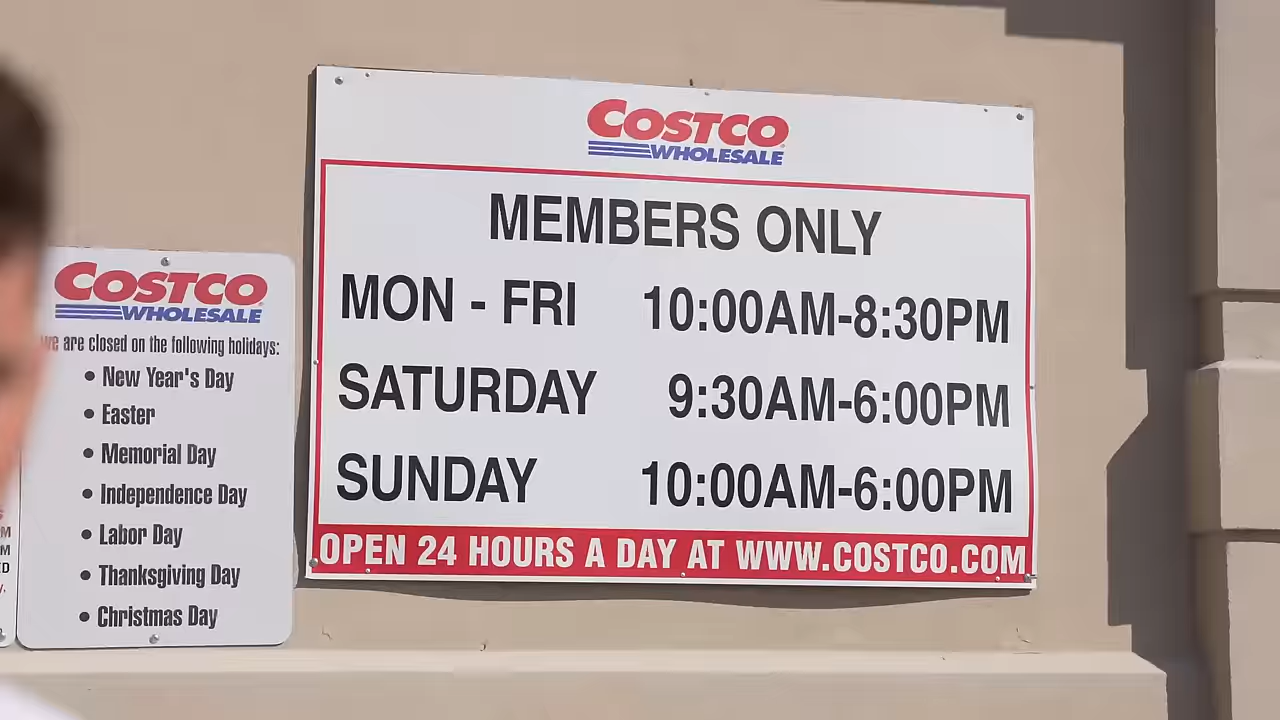 COSTCO
WHOLESALE
MEMBERS ONLY
MON - FRI 10:00AM-8:30PM
SATURDAY 9:30AM-6:00PM
SUNDAY 10:00AM-6:00PM
OPEN 24 HOURS A DAY AT WWW.COSTCO.COM
COSTCO
WHOLESALE
we are closed on the following holidays:
• New Year's Day
• Easter
• Memorial Day
• Independence Day
• Labor Day
• Thanksgiving Day
• Christmas Day